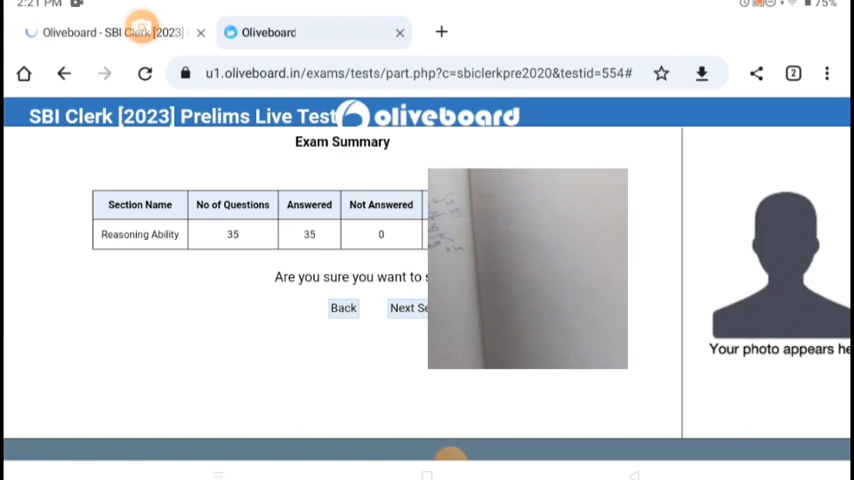 2:21 PM 75%
Oliveboard - SBI Clerk [2023] Oliveboard
u1.oliveboard.in/exams/tests/part.php?c=sbiclerkpre2020&testid=554# 2
SBI Clerk [2023] Prelims Live Test oliveboard
Exam Summary
Section Name No of Questions Answered Not Answered
Reasoning Ability 35 35 0
Are you sure you want to s
Back Next Se
Your photo appears he